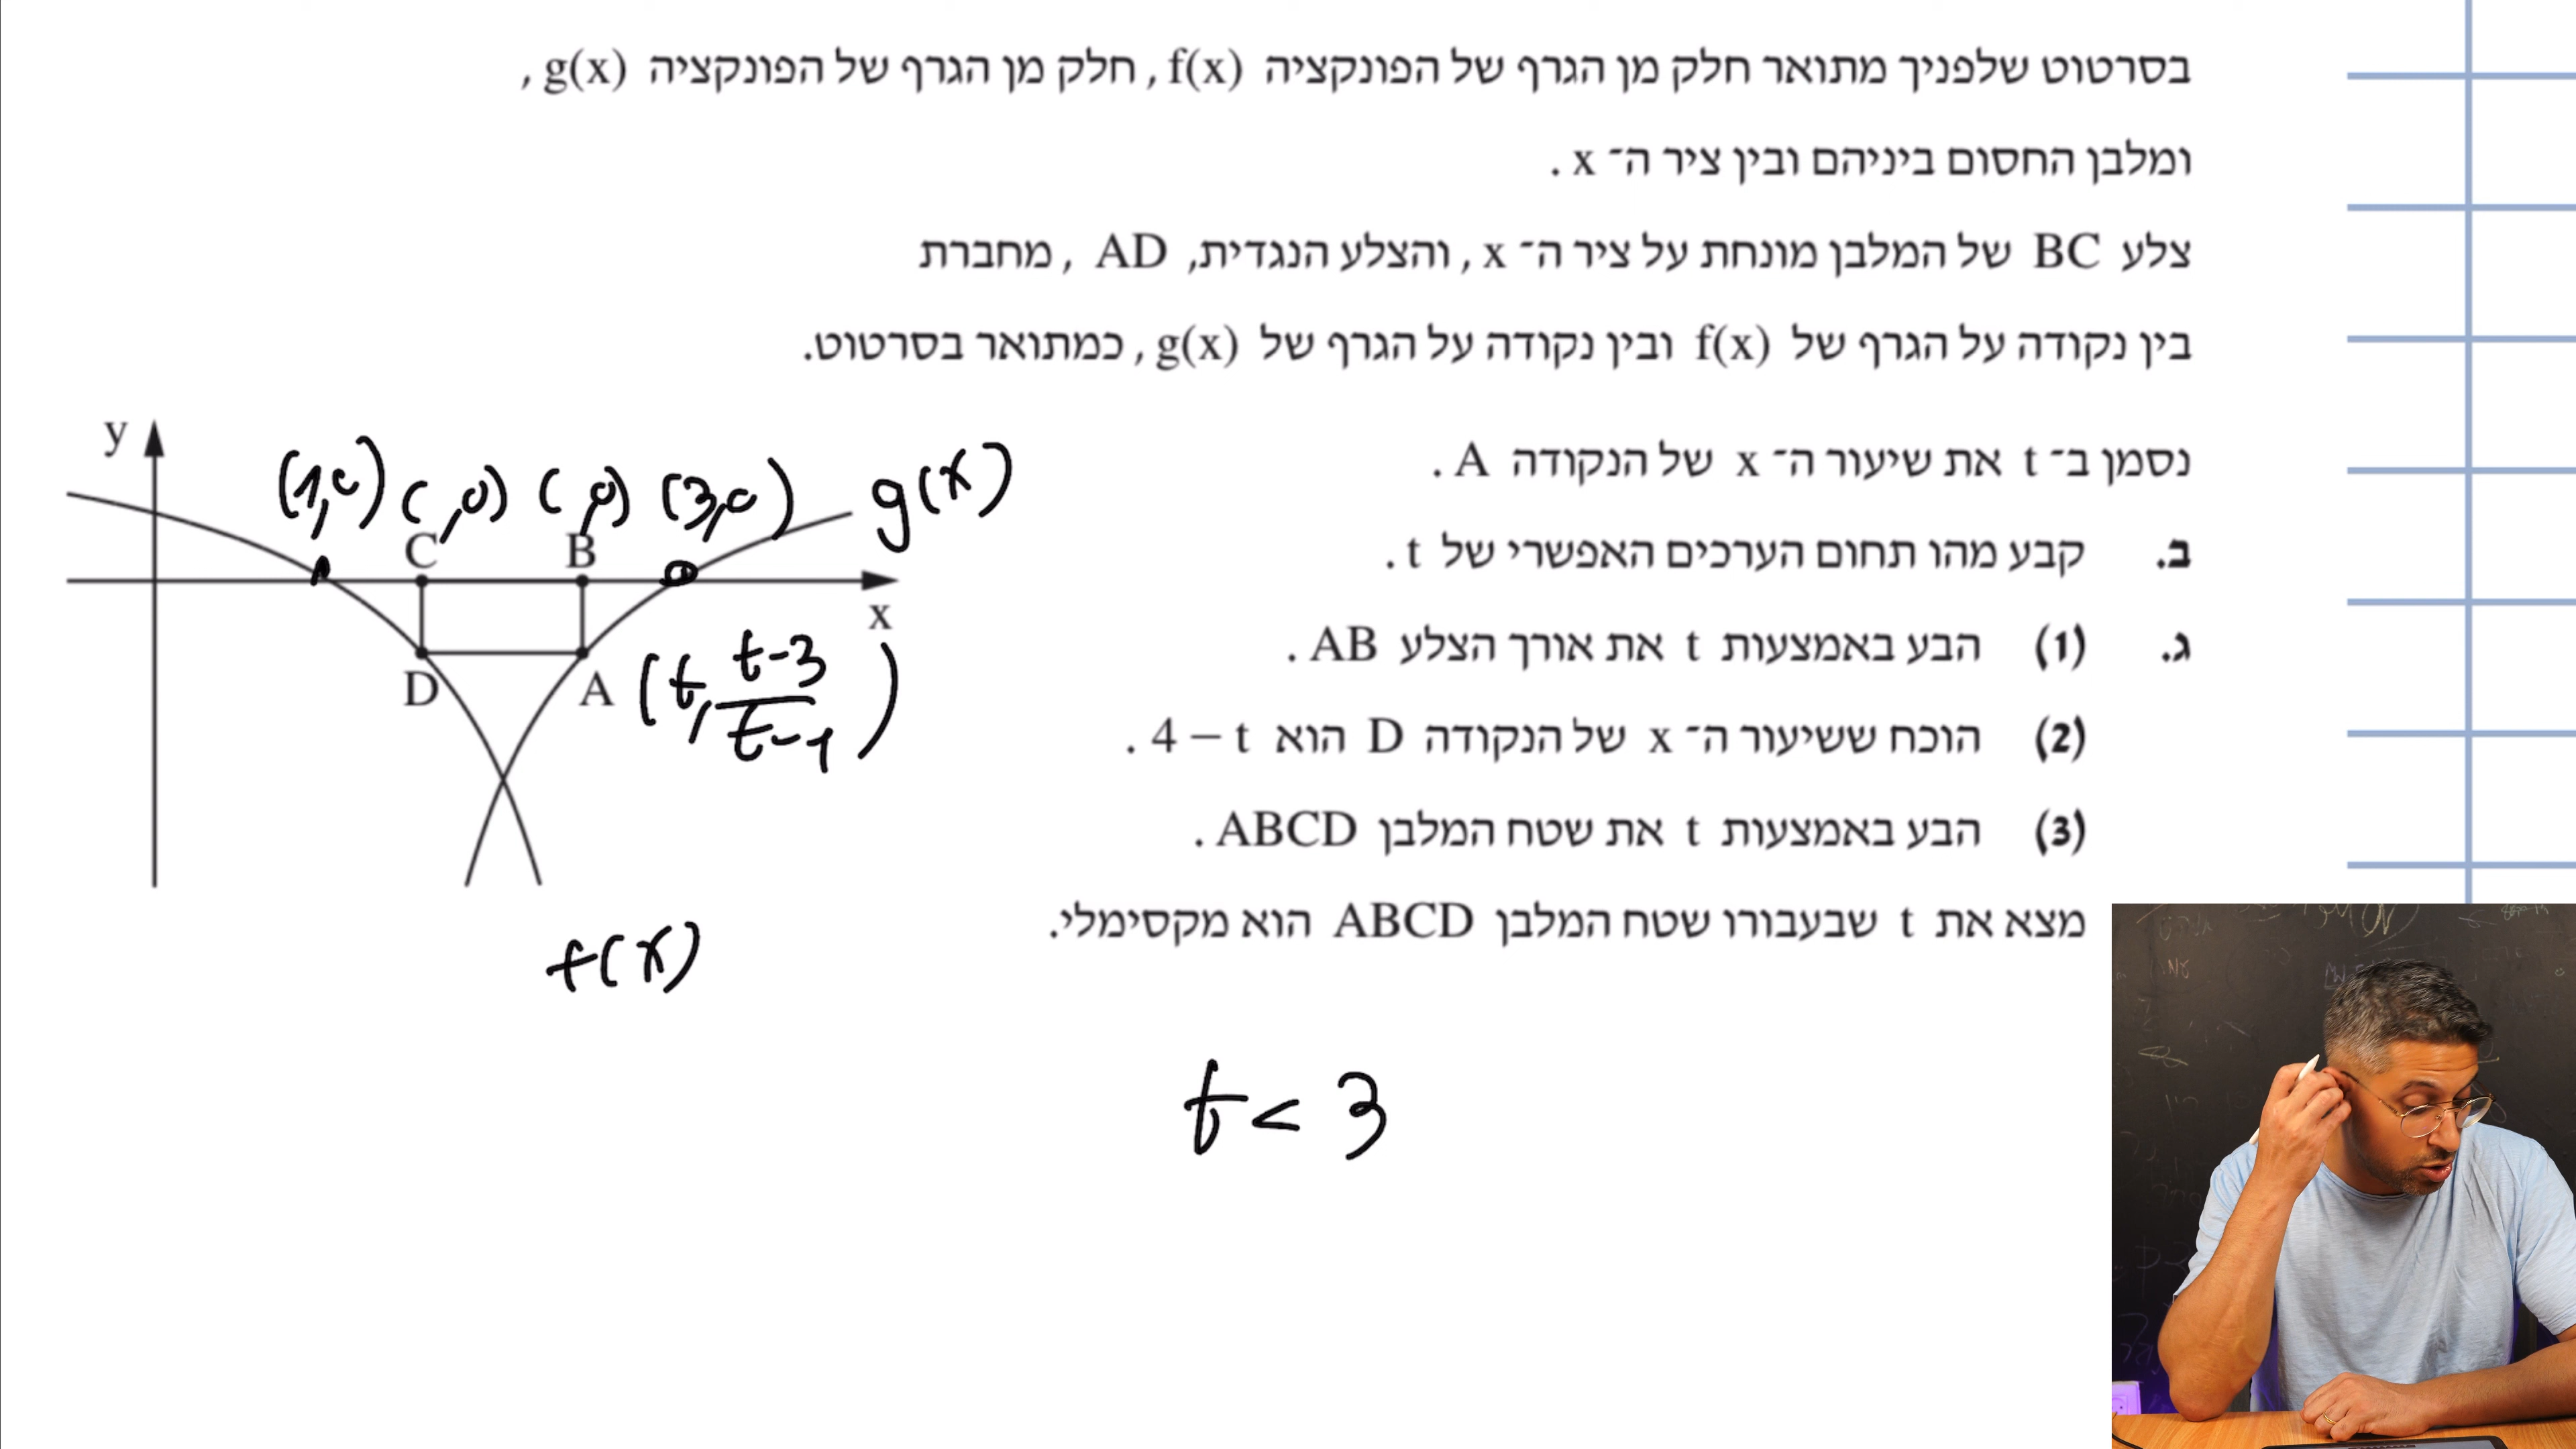 בסרטוט שלפניך מתואר חלק מן הגרף של הפונקציה f(x) , חלק מן הגרף של הפונקציה g(x) ,
ומלבן החסום ביניהם ובין ציר ה־ x .
צלע BC של המלבן מונחת על ציר ה־ x , והצלע הנגדית, AD , מחברת
בין נקודה על הגרף של f(x) ובין נקודה על הגרף של g(x) , כמתואר בסרטוט.
נסמן ב־ t את שיעור ה־ x של הנקודה A .
ב. קבע מהו תחום הערכים האפשרי של t .
ג. (1) הבע באמצעות t את אורך הצלע AB .
(2) הוכח ששיעור ה־ x של הנקודה D הוא 4 − t .
(3) הבע באמצעות t את שטח המלבן ABCD .
מצא את t שבעבורו שטח המלבן ABCD הוא מקסימלי.
y
(1,0) ( ,0) ( ,0) (3,0) g(x)
C B
x
D A (t, t-3/t-1)
f(x)
t < 3